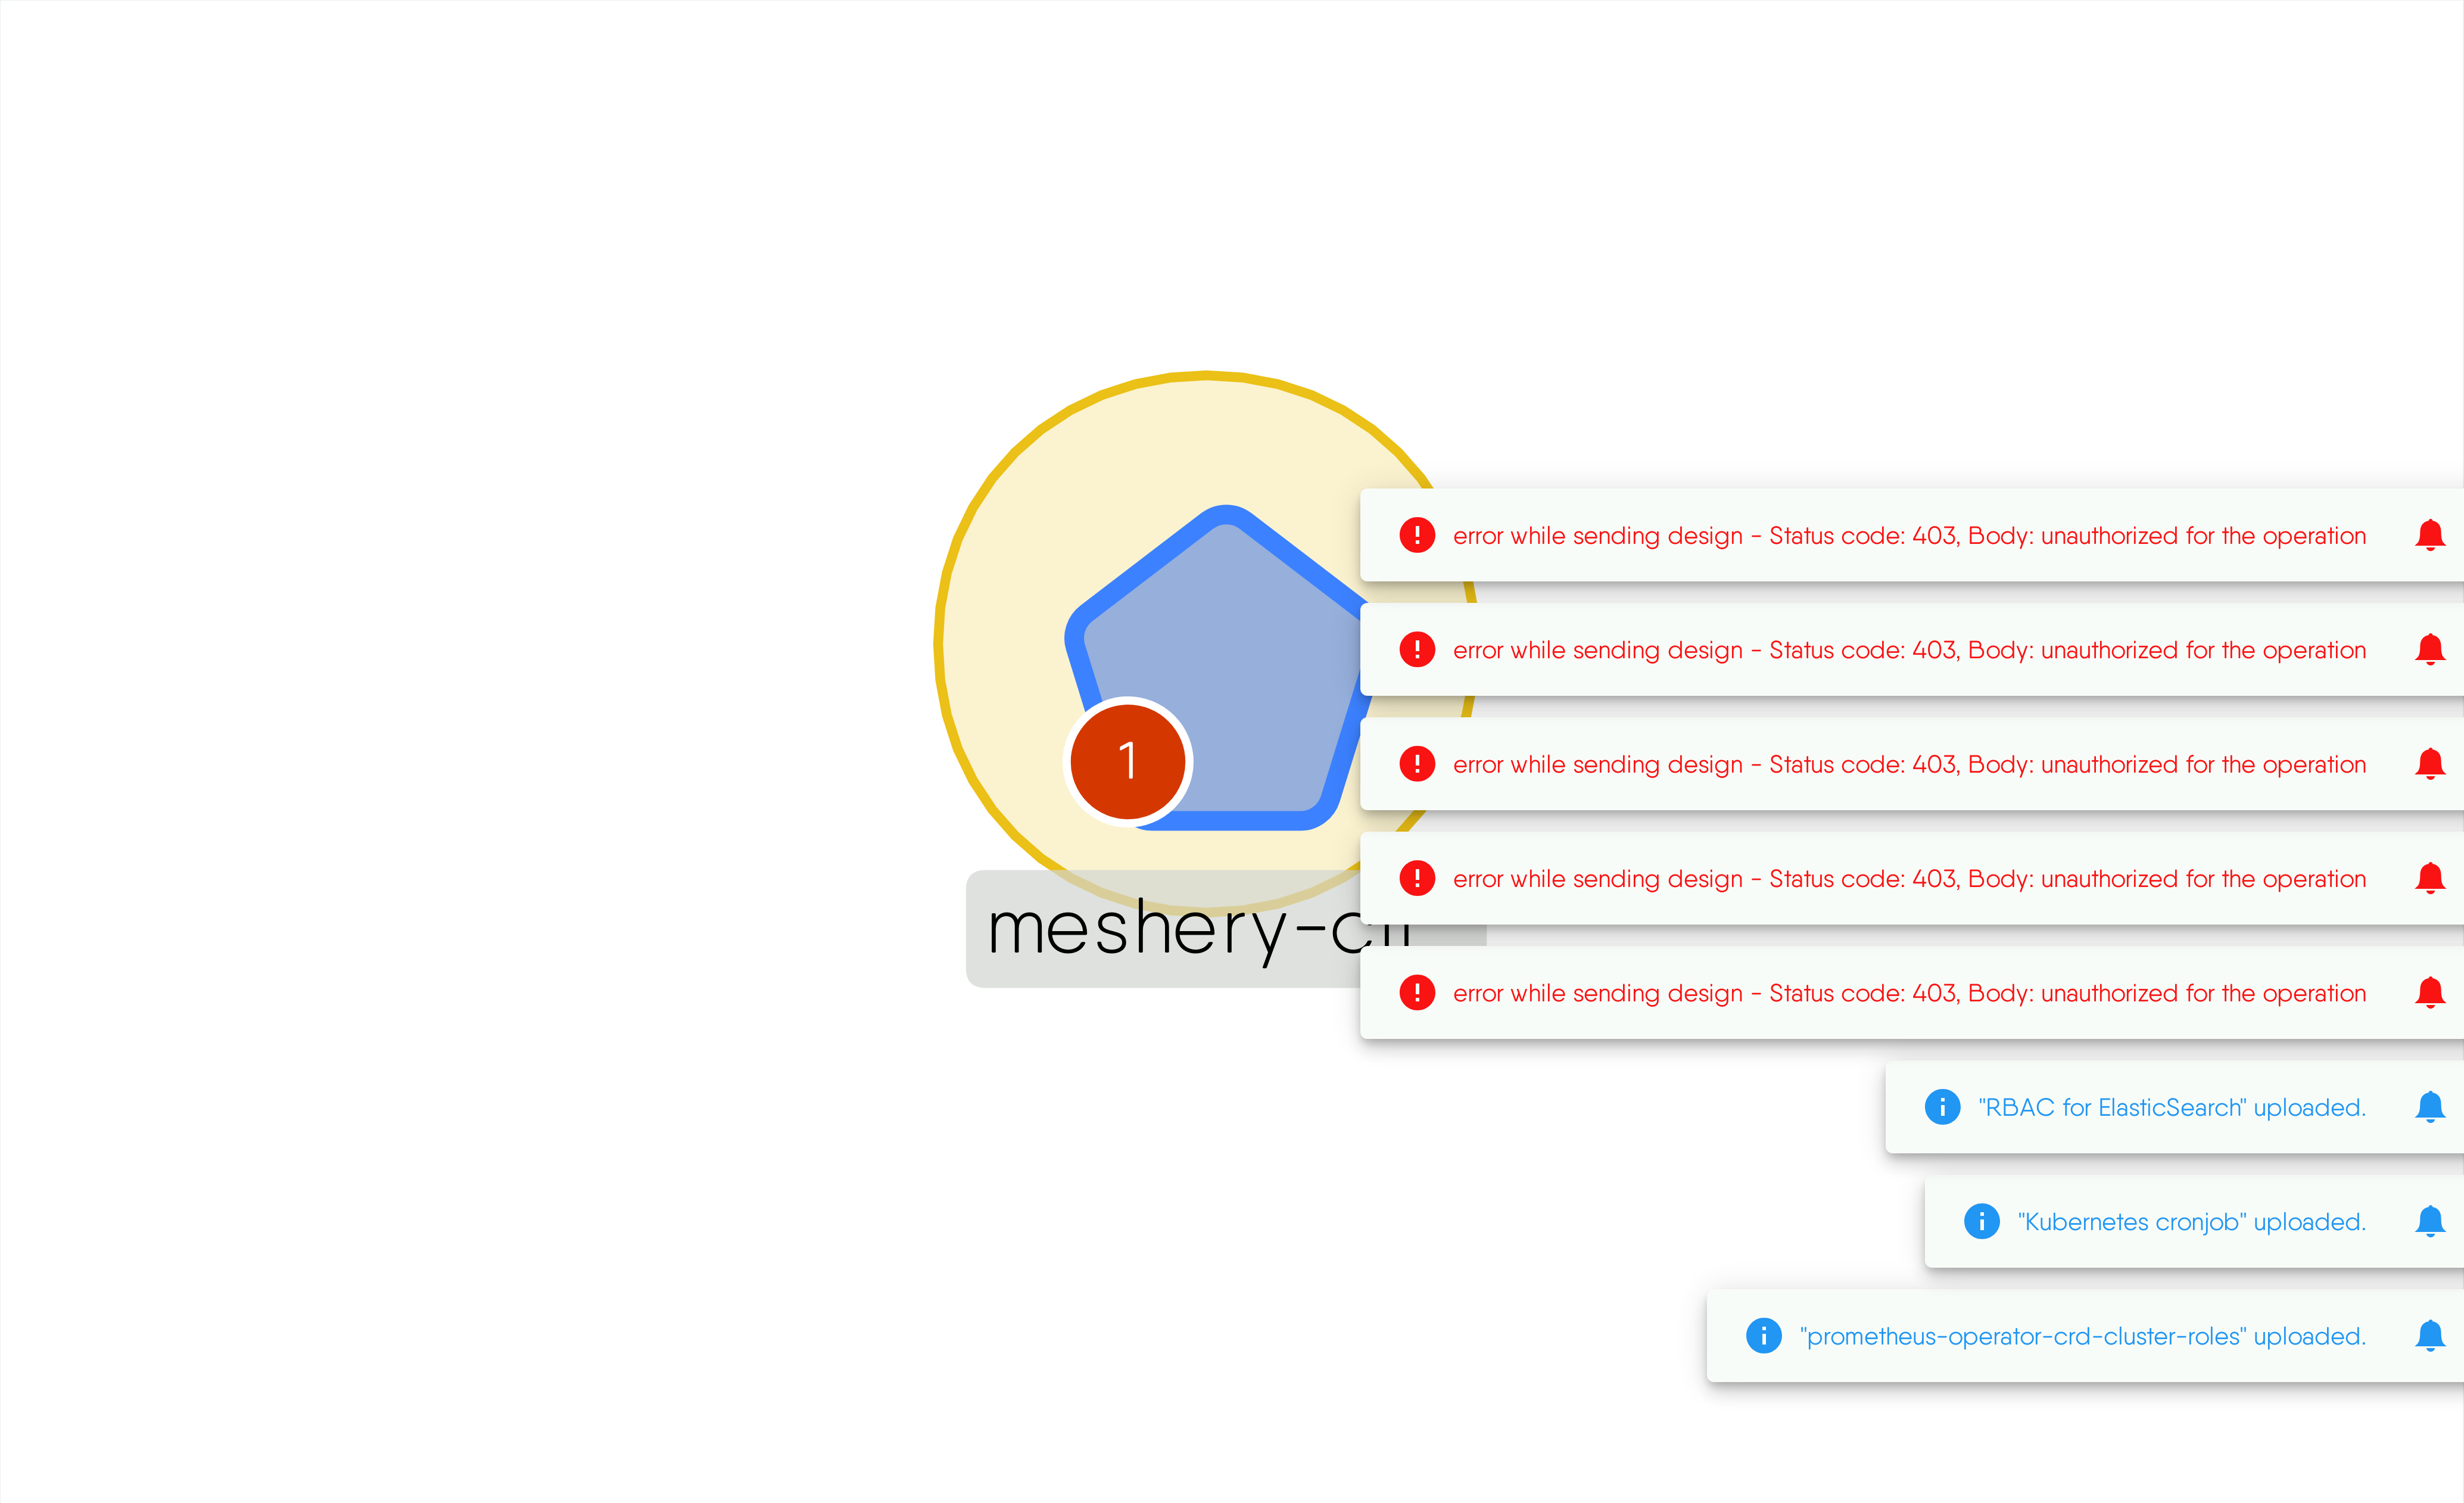 error while sending design - Status code: 403, Body: unauthorized for the operation
error while sending design - Status code: 403, Body: unauthorized for the operation
1
error while sending design - Status code: 403, Body: unauthorized for the operation
error while sending design - Status code: 403, Body: unauthorized for the operation
meshery-
error while sending design - Status code: 403, Body: unauthorized for the operation
"RBAC for ElasticSearch" uploaded.
"Kubernetes cronjob" uploaded.
"prometheus-operator-crd-cluster-roles" uploaded.